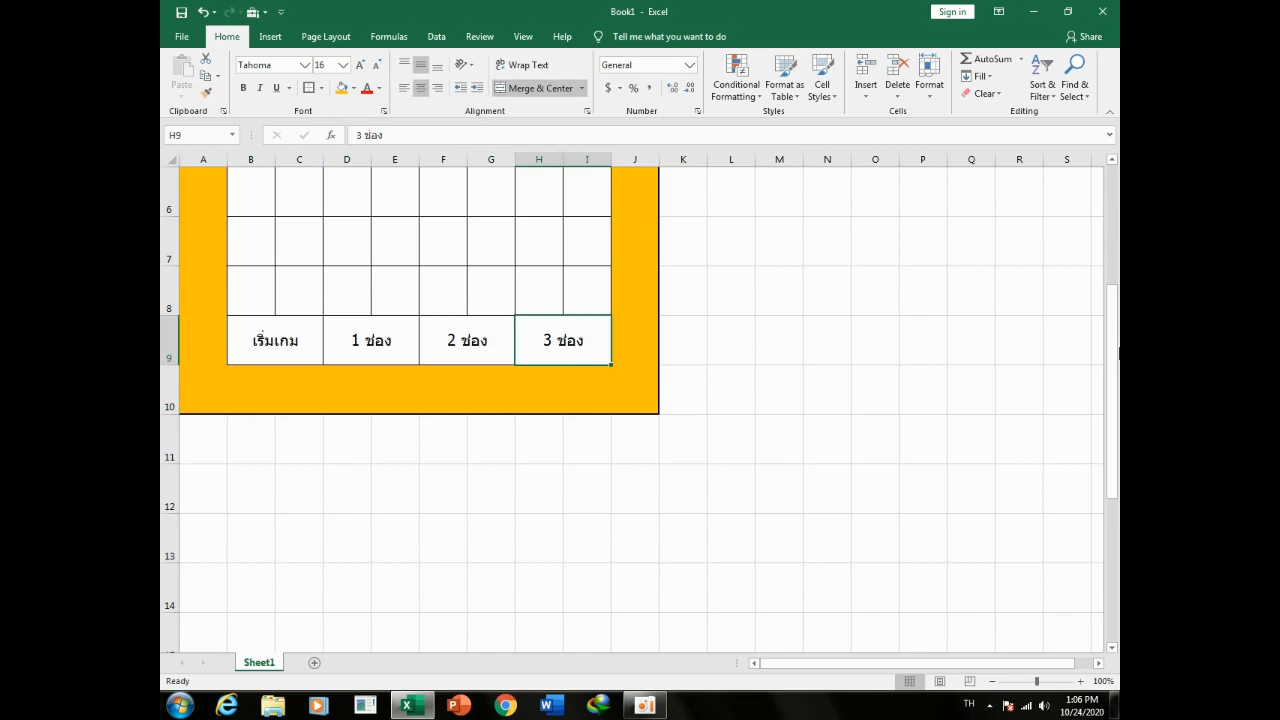 Book1 - Excel
Sign in
File Home Insert Page Layout Formulas Data Review View Help Tell me what you want to do Share
Paste
Tahoma 16
Wrap Text
General
Conditional Formatting
Format as Table
Cell Styles
Insert Delete Format
AutoSum
Fill
Clear
Sort & Filter
Find & Select
B I U
Merge & Center
$ % ,
Clipboard Font Alignment Number Styles Cells Editing
H9 fx 3 ช่อง
A B C D E F G H I J K L M N O P Q R S
6
7
8
เริ่มเกม 1 ช่อง 2 ช่อง 3 ช่อง
9
10
11
12
13
14
Sheet1
Ready 100%
TH 1:06 PM
10/24/2020